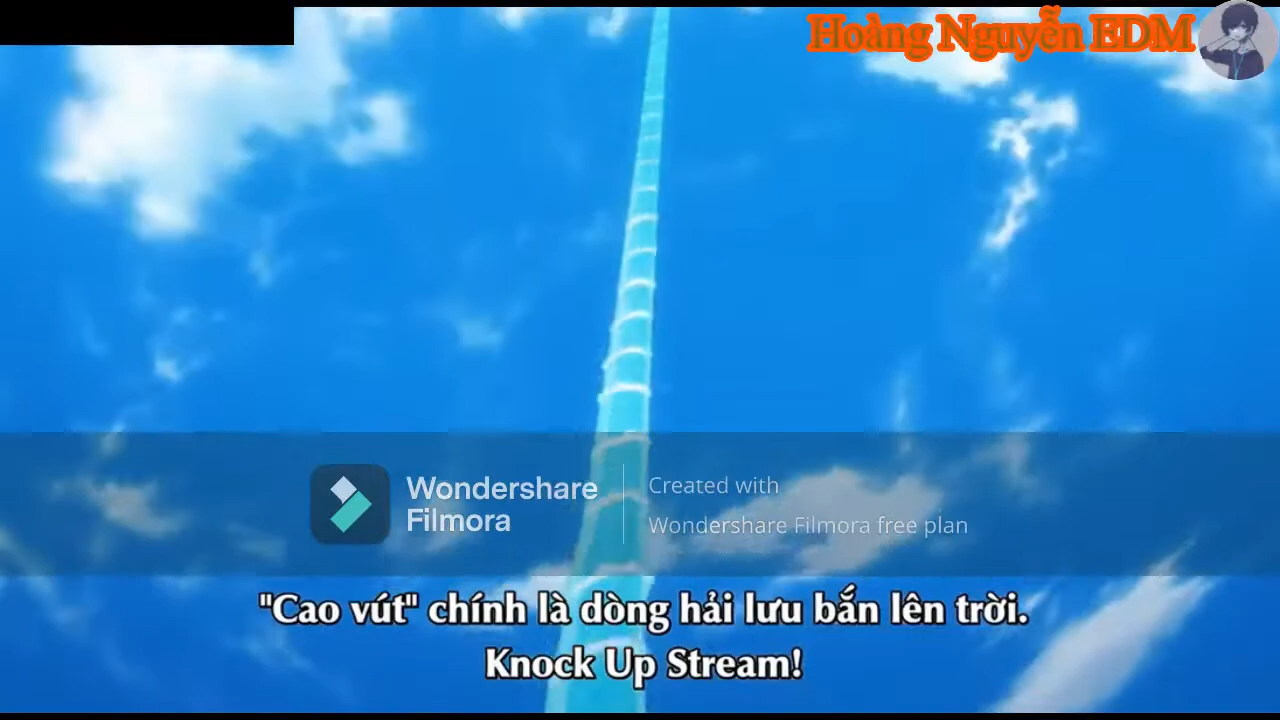 Hoàng Nguyễn EDM
Wondershare
Filmora
Created with
Wondershare Filmora free plan
"Cao vút" chính là dòng hải lưu bắn lên trời.
Knock Up Stream!